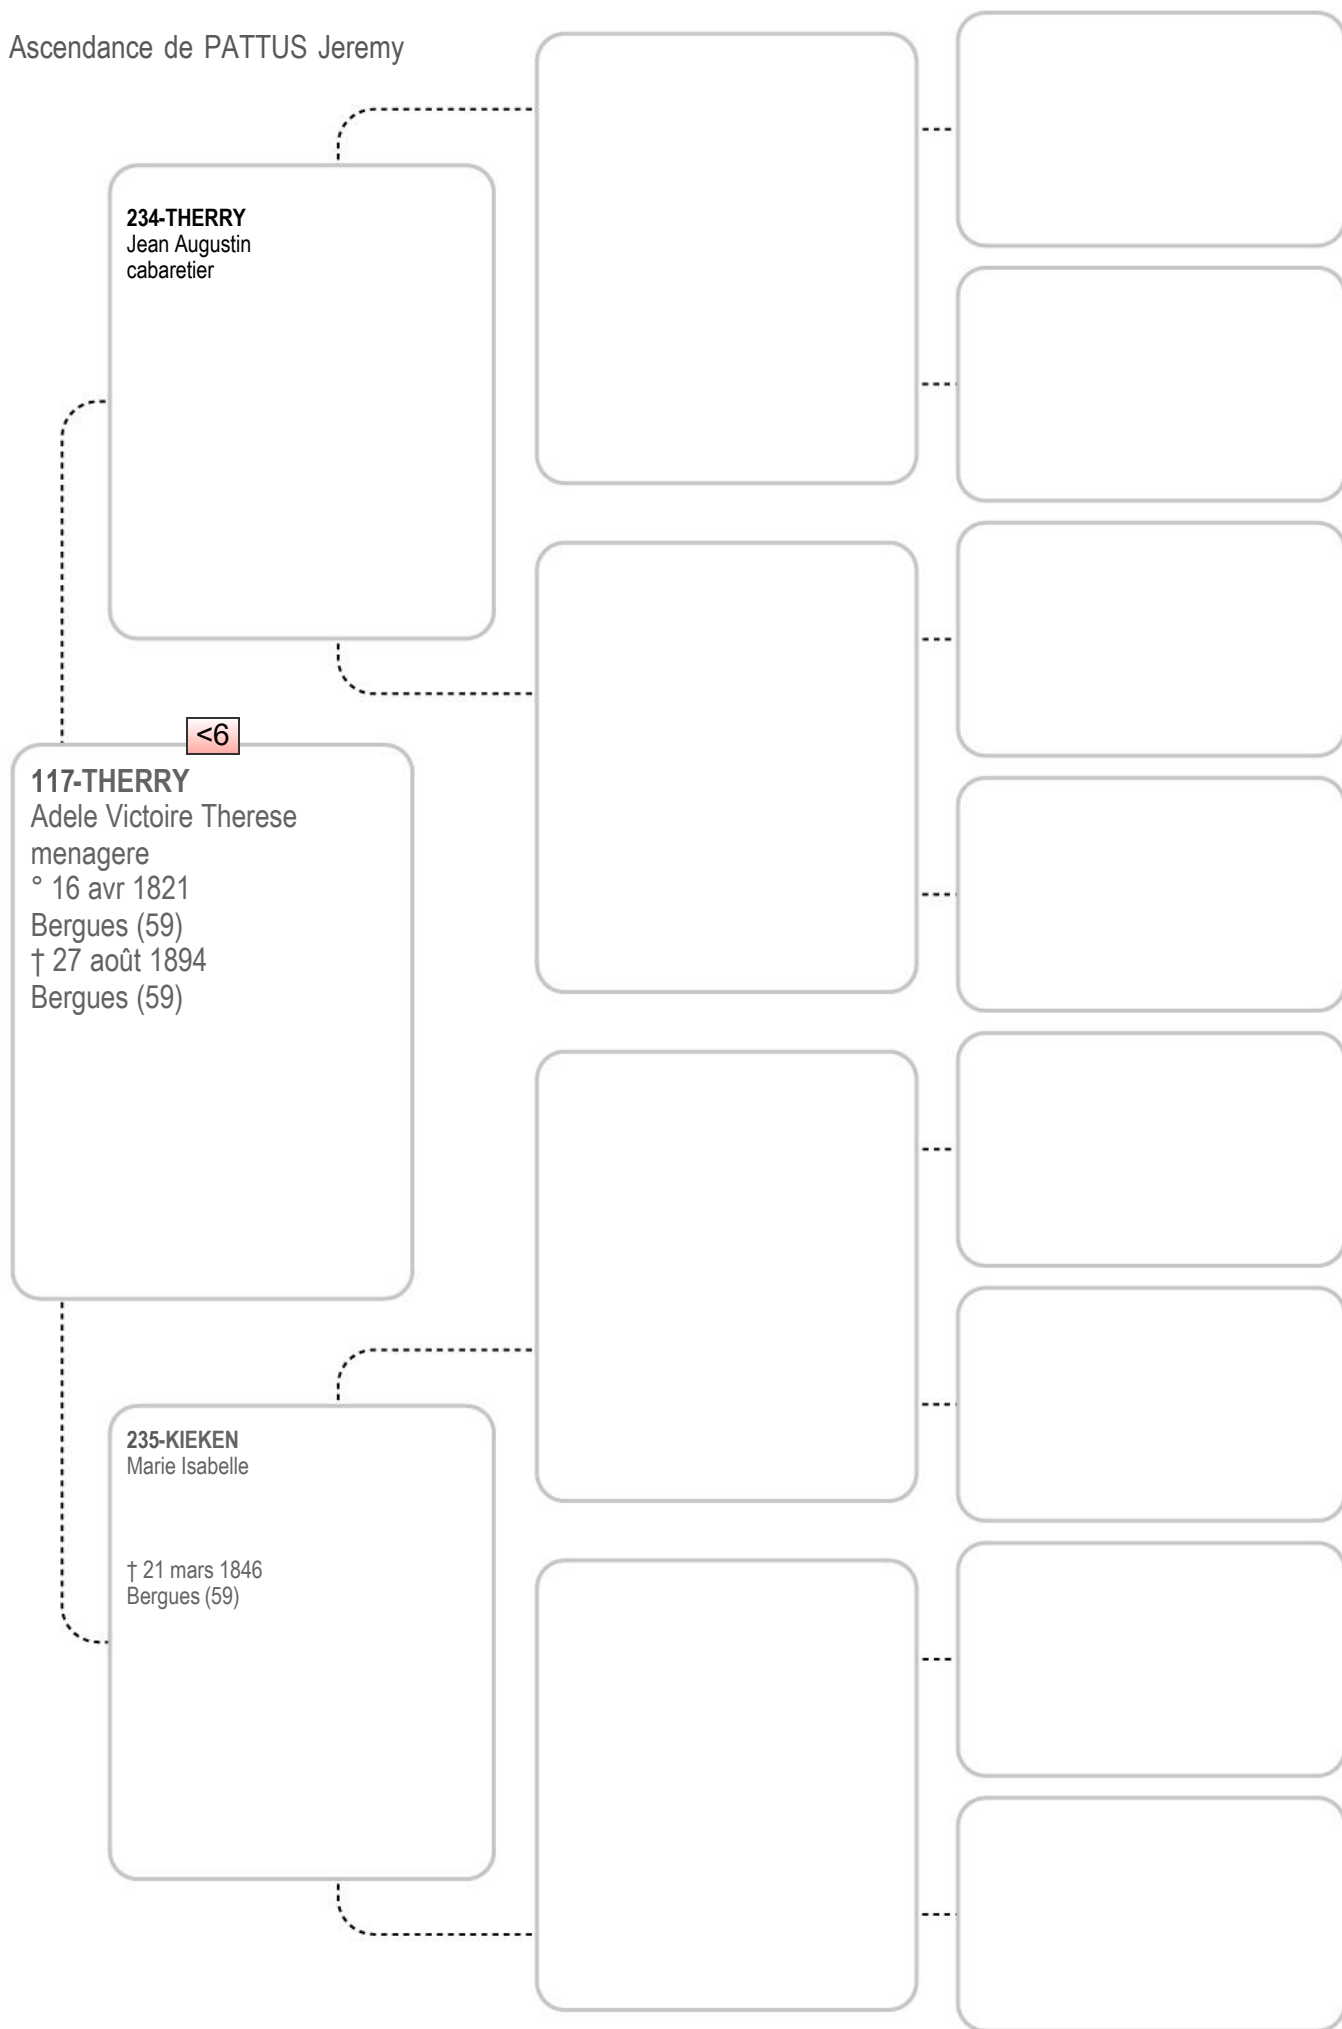 Ascendance de PATTUS Jeremy
234-THERRY
Jean Augustin
cabaretier
<6
117-THERRY
Adele Victoire Therese
menagere
° 16 avr 1821
Bergues (59)
† 27 août 1894
Bergues (59)
235-KIEKEN
Marie Isabelle
† 21 mars 1846
Bergues (59)